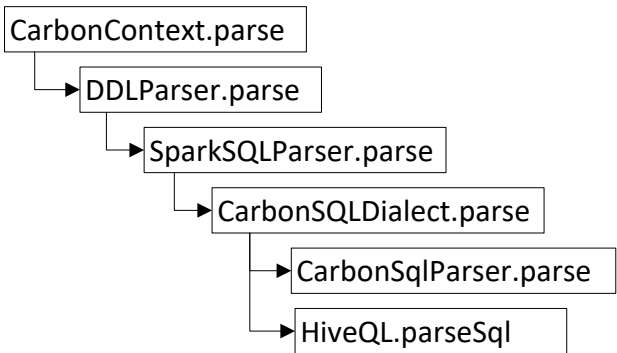 CarbonContext.parse
DDLParser.parse
SparkSQLParser.parse
CarbonSQLDialect.parse
CarbonSqlParser.parse
HiveQL.parseSql